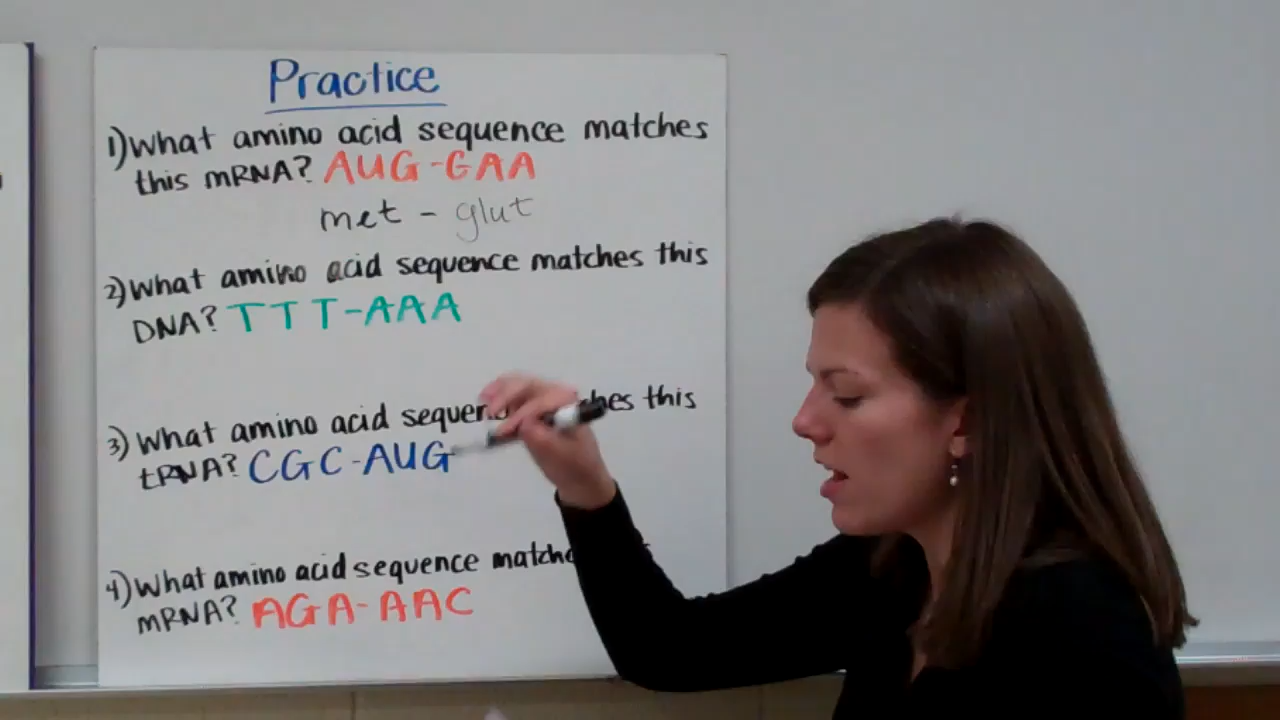 Practice
1) What amino acid sequence matches
this mRNA? AUG-GAA
met - glut
2) What amino acid sequence matches this
DNA? TTT-AAA
3) What amino acid this
tRNA? CGC-AUG
4) What amino acid sequence
mRNA? AGA-AAC